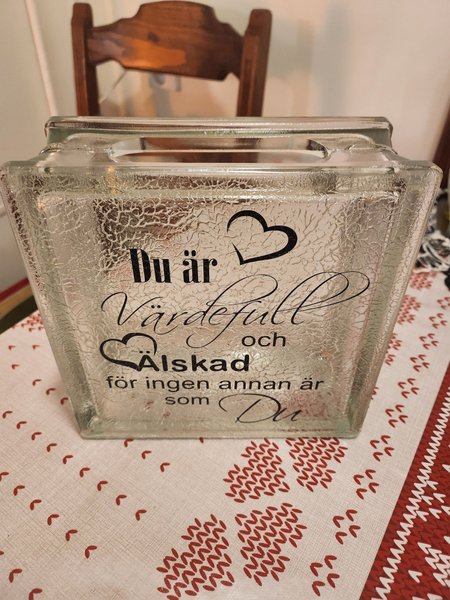 Du är
Värdefull
och
Älskad
för ingen annan är
som Du